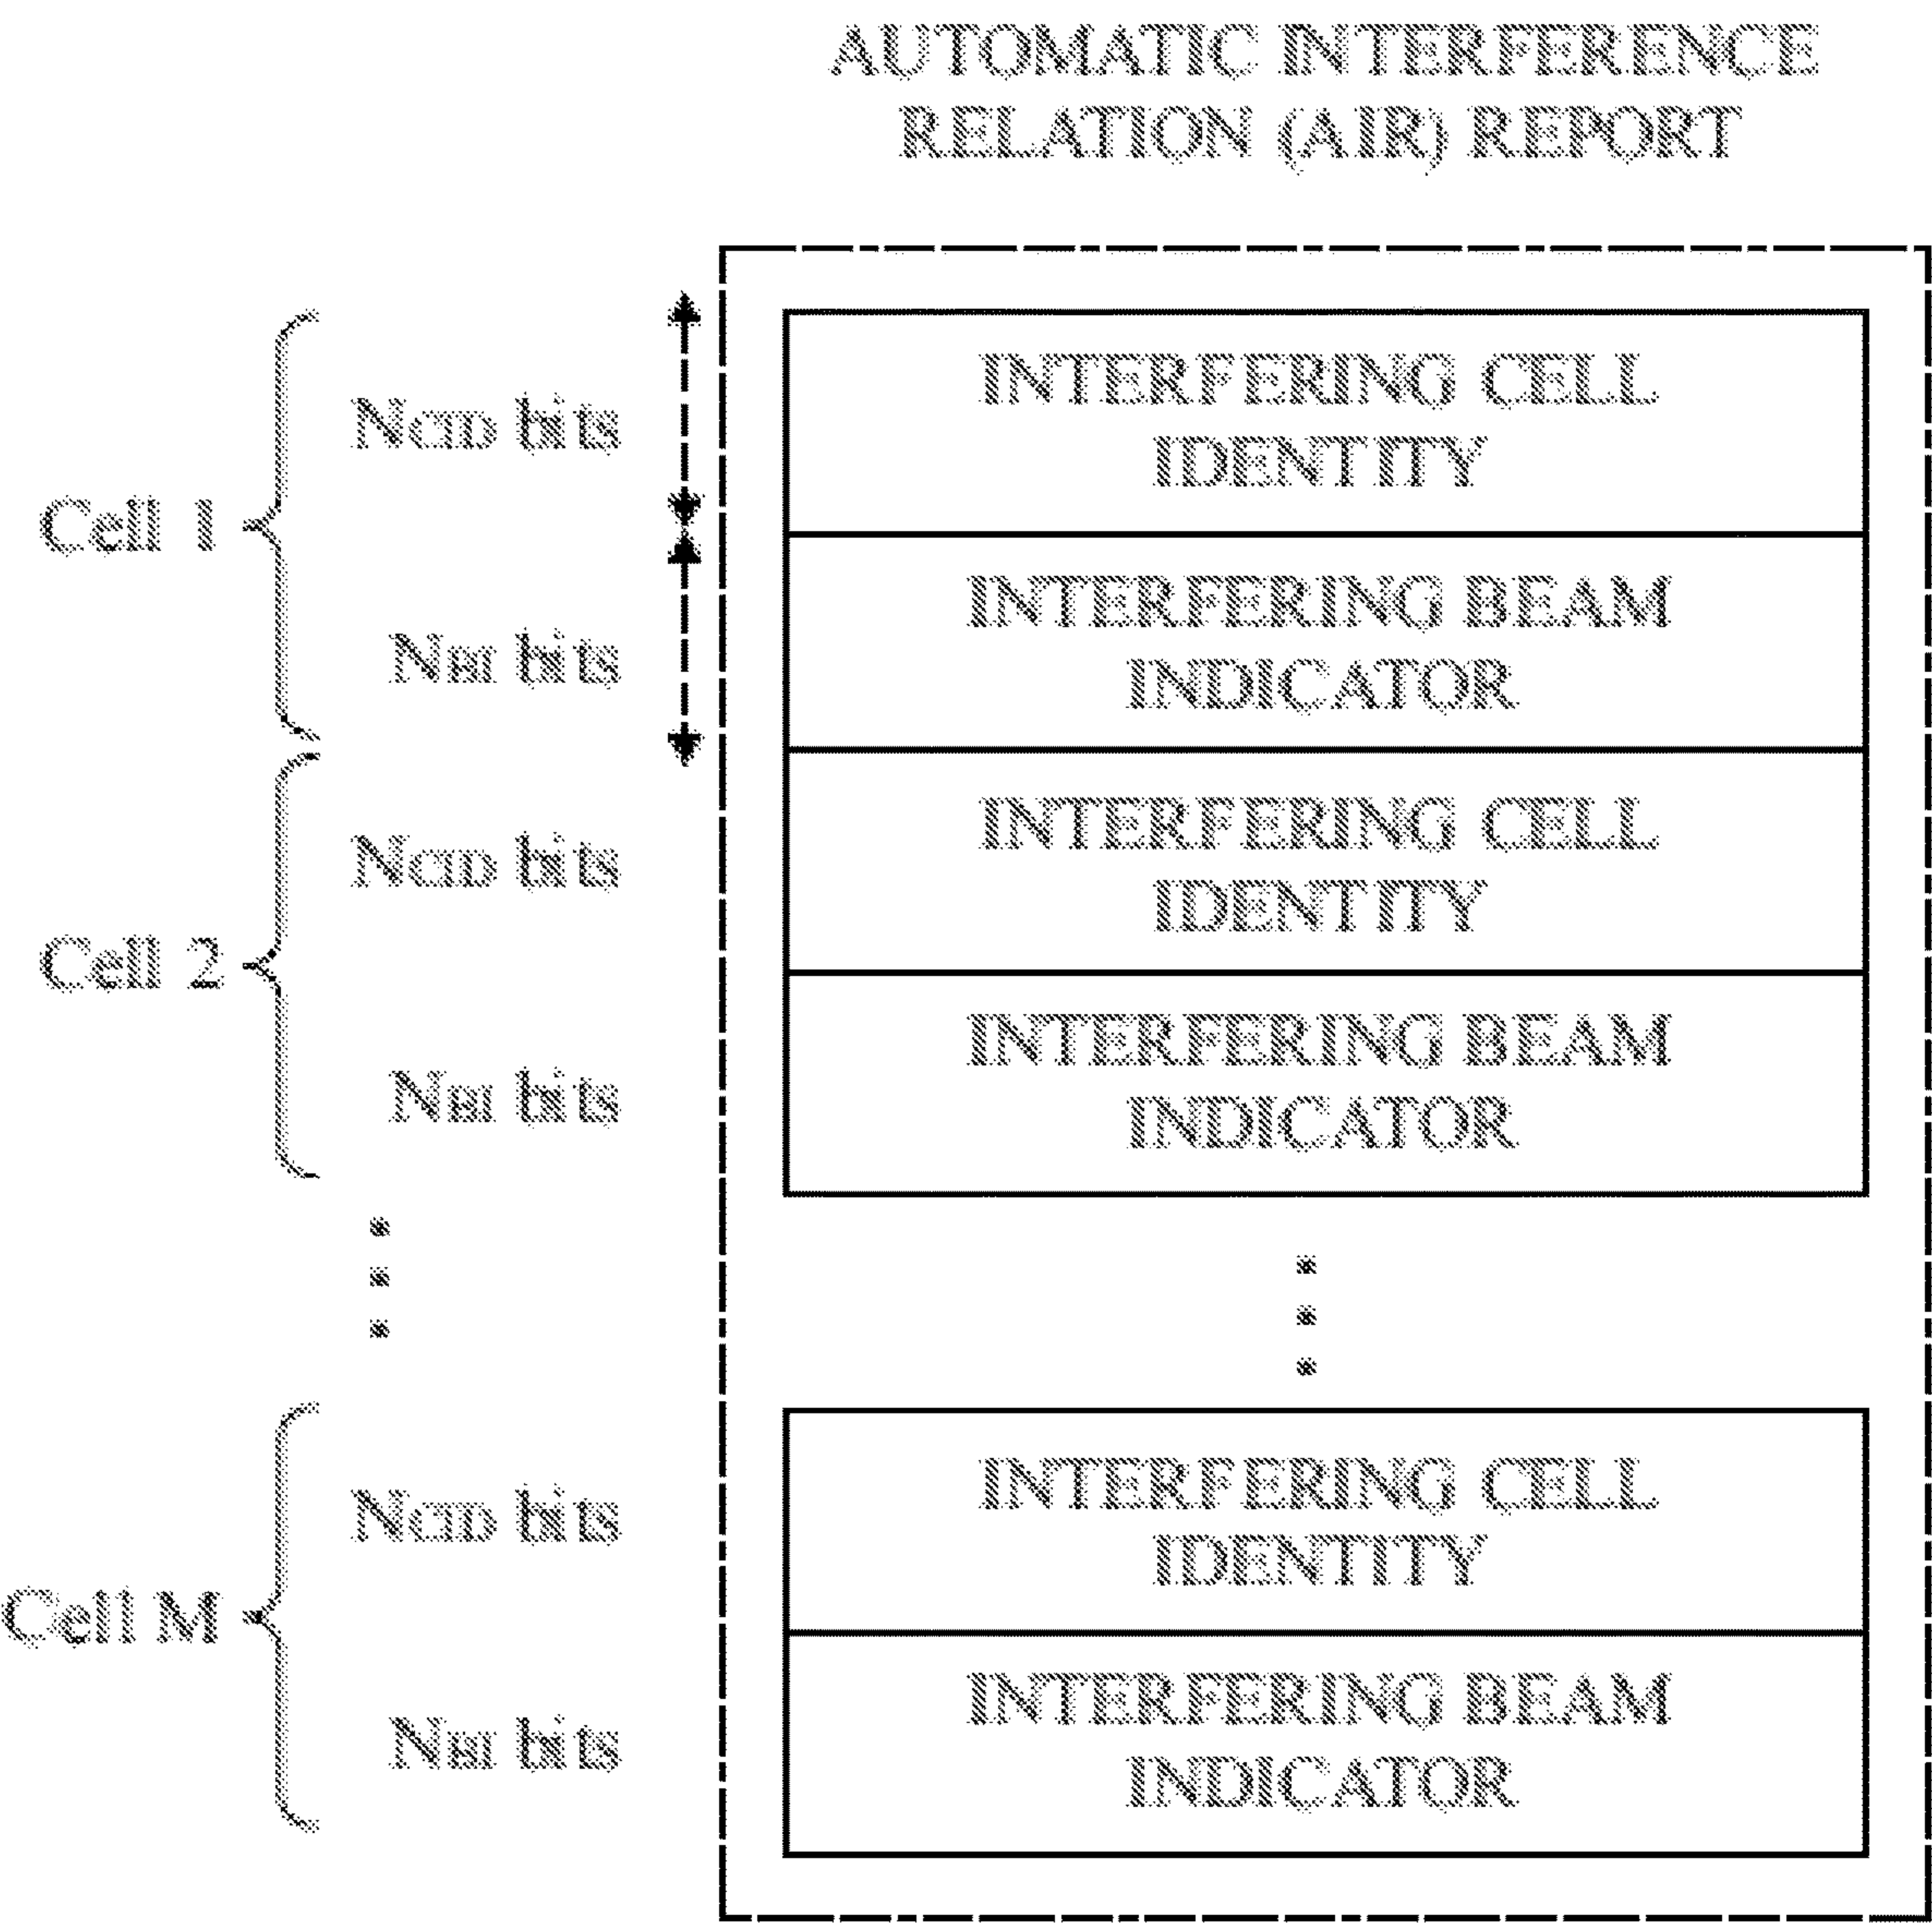 AUTOMATIC INTERFERENCE
RELATION (AIR) REPORT
Cell 1
NCID bits
INTERFERING CELL
IDENTITY
NBI bits
INTERFERING BEAM
INDICATOR
Cell 2
NCID bits
INTERFERING CELL
IDENTITY
NBI bits
INTERFERING BEAM
INDICATOR
Cell M
NCID bits
INTERFERING CELL
IDENTITY
NBI bits
INTERFERING BEAM
INDICATOR